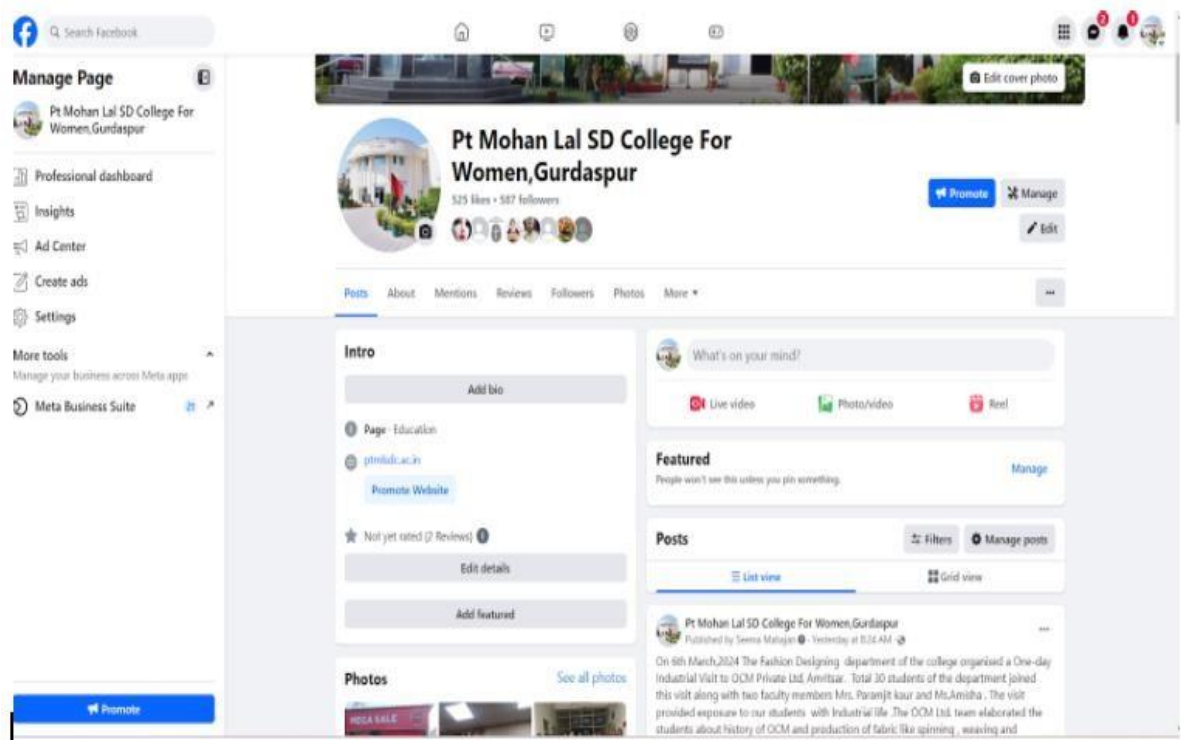 Search Facebook
2
1
Manage Page
Pt Mohan Lal SD College For
Women,Gurdaspur
Professional dashboard
Insights
Ad Center
Create ads
Settings
More tools
Manage your business across Meta apps
Meta Business Suite
Promote
Edit cover photo
Pt Mohan Lal SD College For
Women,Gurdaspur
525 likes • 587 followers
Promote
Manage
Edit
Posts About Mentions Reviews Followers Photos More
Intro
Add bio
Page · Education
Promote Website
Not yet rated (2 Reviews)
Edit details
Add featured
Photos
See all photos
MEGA SALE
What's on your mind?
Live video
Photo/video
Reel
Featured
Manage
People won't see this unless you pin something.
Posts
Filters
Manage posts
List view
Grid view
Pt Mohan Lal SD College For Women,Gurdaspur
Published by Seema Mahajan · Yesterday at AM
On 6th March,2024 The Fashion Designing department of the college organised a One-day
Industrial Visit to OCM Private Ltd. Amritsar. Total 30 students of the department joined
this visit along with two faculty members Mrs. Paramjit kaur and Ms.Amisha . The visit
provided exposure to our students with Industrial life .The OCM Ltd. team elaborated the
students about history of OCM and production of fabric like spinning , weaving and